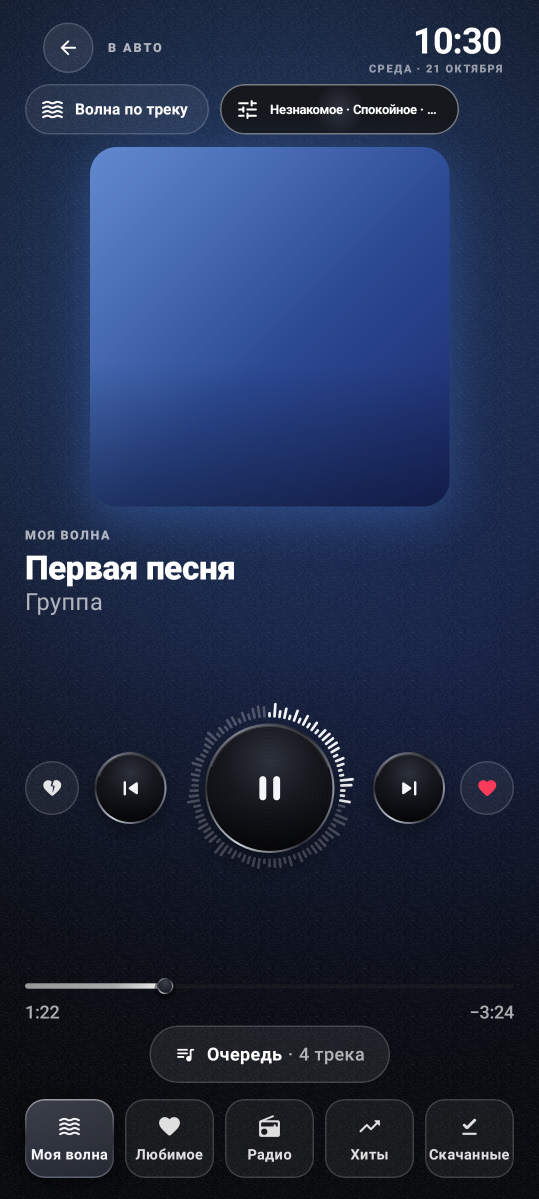 В АВТО
10:30
СРЕДА · 21 ОКТЯБРЯ
Волна по треку
Незнакомое · Спокойное · ...
МОЯ ВОЛНА
Первая песня
Группа
1:22
−3:24
Очередь · 4 трека
Моя волна
Любимое
Радио
Хиты
Скачанные